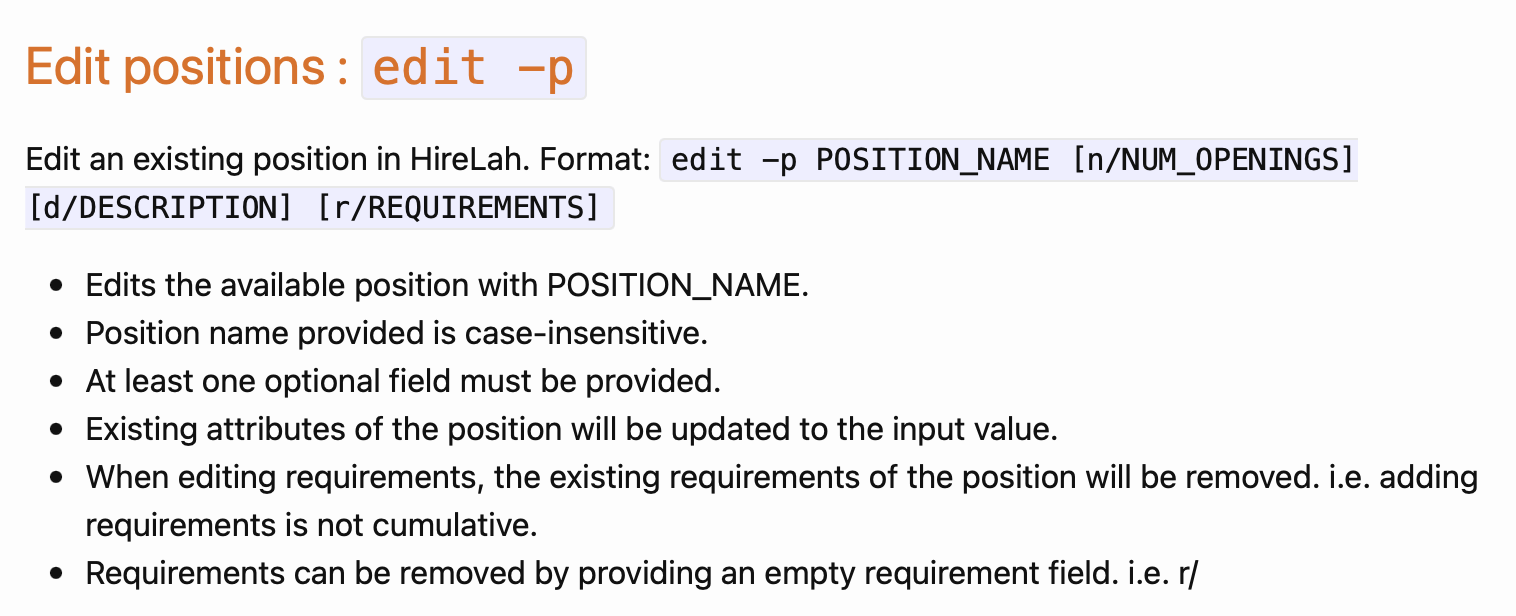 Edit positions : edit -p
Edit an existing position in HireLah. Format: edit -p POSITION_NAME [n/NUM_OPENINGS]
[d/DESCRIPTION] [r/REQUIREMENTS]
• Edits the available position with POSITION_NAME.
• Position name provided is case-insensitive.
• At least one optional field must be provided.
• Existing attributes of the position will be updated to the input value.
• When editing requirements, the existing requirements of the position will be removed. i.e. adding
requirements is not cumulative.
• Requirements can be removed by providing an empty requirement field. i.e. r/